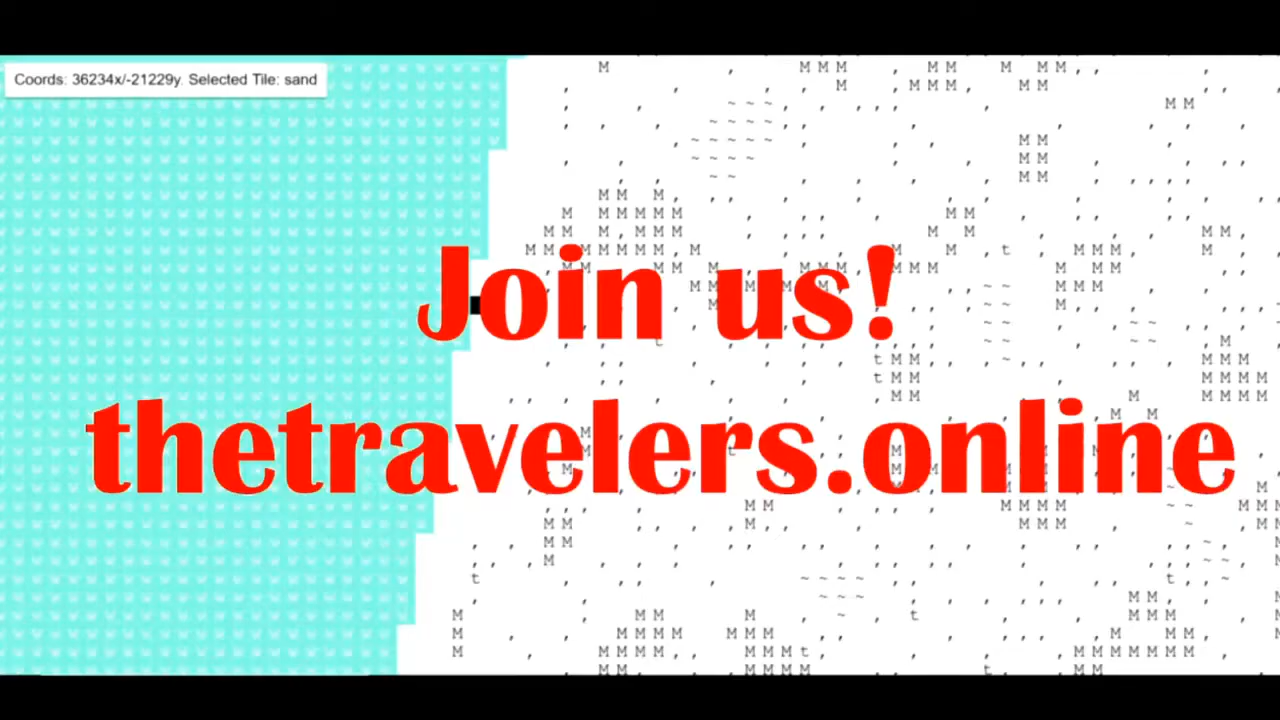 Coords: 36234x/-21229y. Selected Tile: sand
Join us!
thetravelers.online